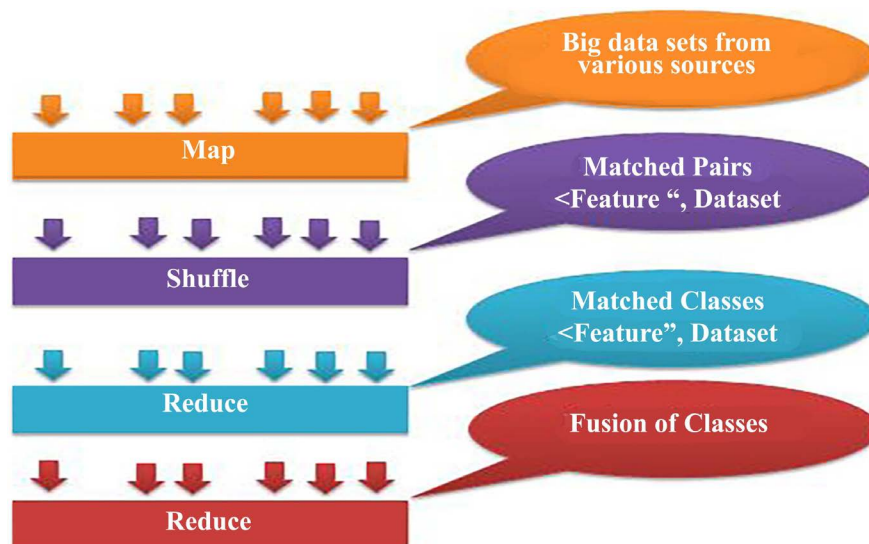 Big data sets from
various sources
Map
Matched Pairs
<Feature “, Dataset
Shuffle
Matched Classes
<Feature”, Dataset
Reduce
Fusion of Classes
Reduce